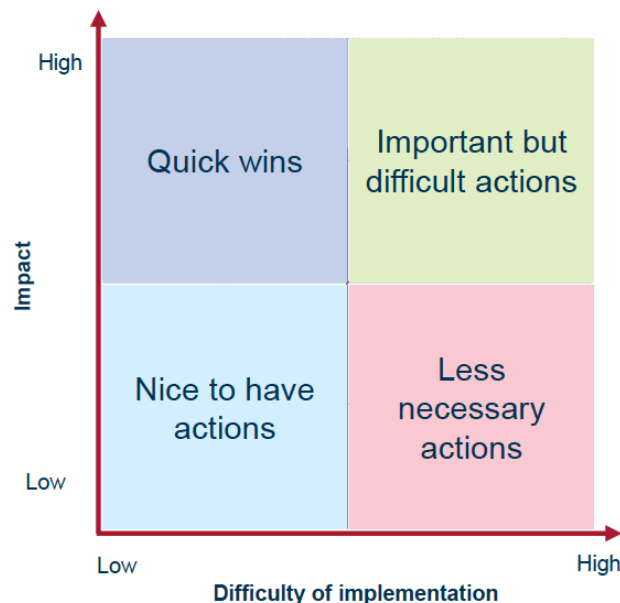 High
Quick wins
Important but
difficult actions
Impact
Nice to have
actions
Less
necessary
actions
Low
Low
High
Difficulty of implementation